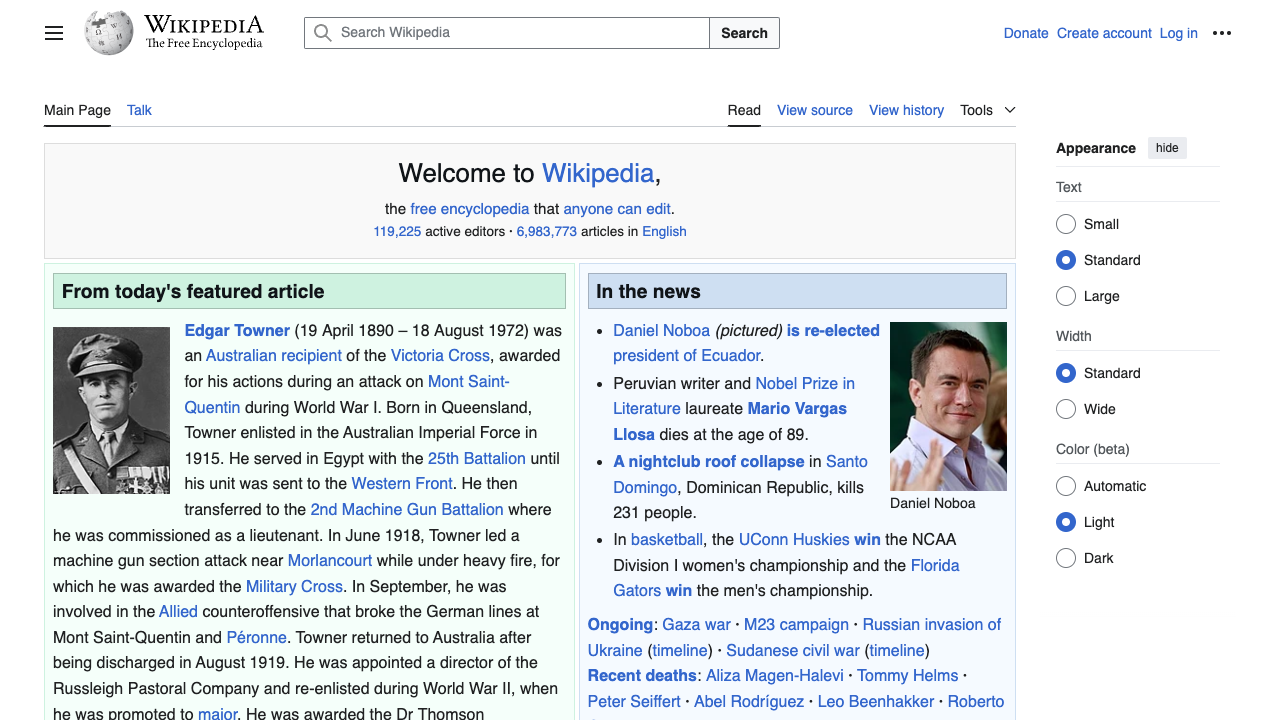 WIKIPEDIA
The Free Encyclopedia
Search Wikipedia
Search
Donate Create account Log in
Main Page Talk
Read View source View history Tools
Welcome to Wikipedia,
the free encyclopedia that anyone can edit.
119,225 active editors · 6,983,773 articles in English
From today's featured article
Edgar Towner (19 April 1890 – 18 August 1972) was
an Australian recipient of the Victoria Cross, awarded
for his actions during an attack on Mont Saint-
Quentin during World War I. Born in Queensland,
Towner enlisted in the Australian Imperial Force in
1915. He served in Egypt with the 25th Battalion until
his unit was sent to the Western Front. He then
transferred to the 2nd Machine Gun Battalion where
he was commissioned as a lieutenant. In June 1918, Towner led a
machine gun section attack near Morlancourt while under heavy fire, for
which he was awarded the Military Cross. In September, he was
involved in the Allied counteroffensive that broke the German lines at
Mont Saint-Quentin and Péronne. Towner returned to Australia after
being discharged in August 1919. He was appointed a director of the
Russleigh Pastoral Company and re-enlisted during World War II, when
he was promoted to major. He was awarded the Dr Thomson
In the news
Daniel Noboa (pictured) is re-elected
president of Ecuador.
Peruvian writer and Nobel Prize in
Literature laureate Mario Vargas
Llosa dies at the age of 89.
A nightclub roof collapse in Santo
Domingo, Dominican Republic, kills
231 people.
In basketball, the UConn Huskies win the NCAA
Division I women's championship and the Florida
Gators win the men's championship.
Daniel Noboa
Ongoing: Gaza war · M23 campaign · Russian invasion of
Ukraine (timeline) · Sudanese civil war (timeline)
Recent deaths: Aliza Magen-Halevi · Tommy Helms ·
Peter Seiffert · Abel Rodríguez · Leo Beenhakker · Roberto
Appearance hide
Text
Small
Standard
Large
Width
Standard
Wide
Color (beta)
Automatic
Light
Dark